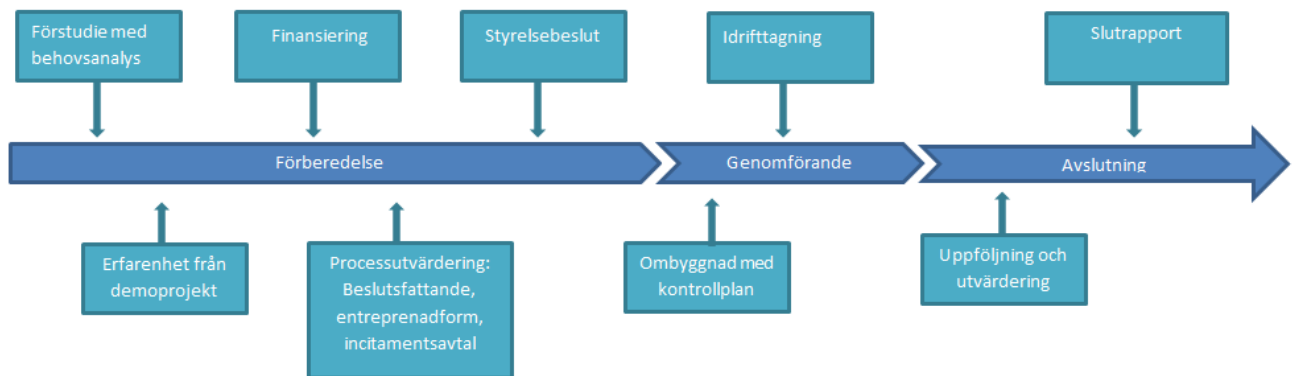 Förstudie med
behovsanalys
Finansiering
Styrelsebeslut
Idrifttagning
Slutrapport
Förberedelse
Genomförande
Avslutning
Erfarenhet från
demoprojekt
Processutvärdering:
Beslutsfattande,
entreprenadform,
incitamentsavtal
Ombyggnad med
kontrollplan
Uppföljning och
utvärdering